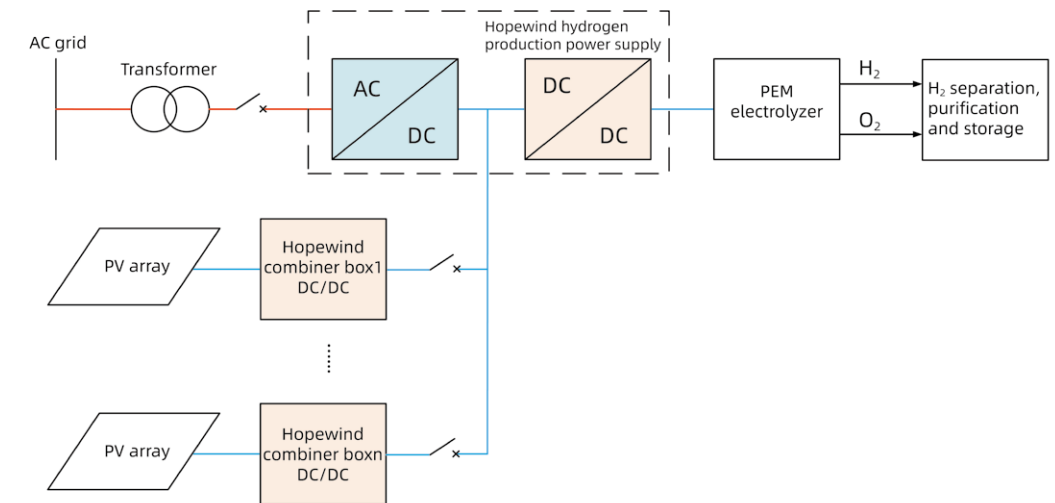 Hopewind hydrogen
production power supply
AC grid
Transformer
AC
DC
DC
DC
PEM
electrolyzer
H₂
O₂
H₂ separation,
purification
and storage
PV array
Hopewind
combiner box1
DC/DC
PV array
Hopewind
combiner boxn
DC/DC